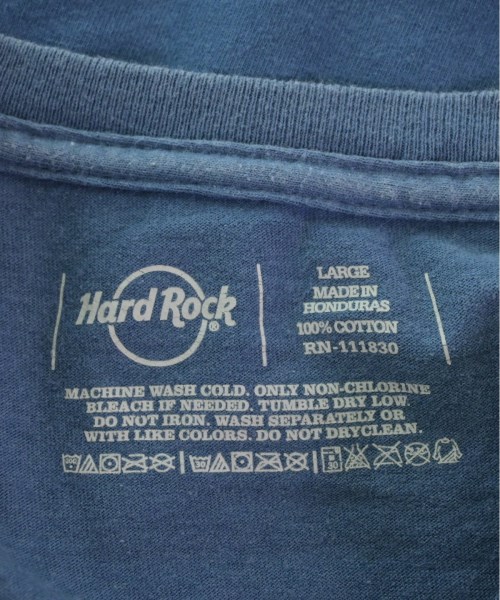 Hard Rock®
LARGE
MADE IN
HONDURAS
100% COTTON
RN-111830
MACHINE WASH COLD. ONLY NON-CHLORINE
BLEACH IF NEEDED. TUMBLE DRY LOW.
DO NOT IRON. WASH SEPARATELY OR
WITH LIKE COLORS. DO NOT DRYCLEAN.